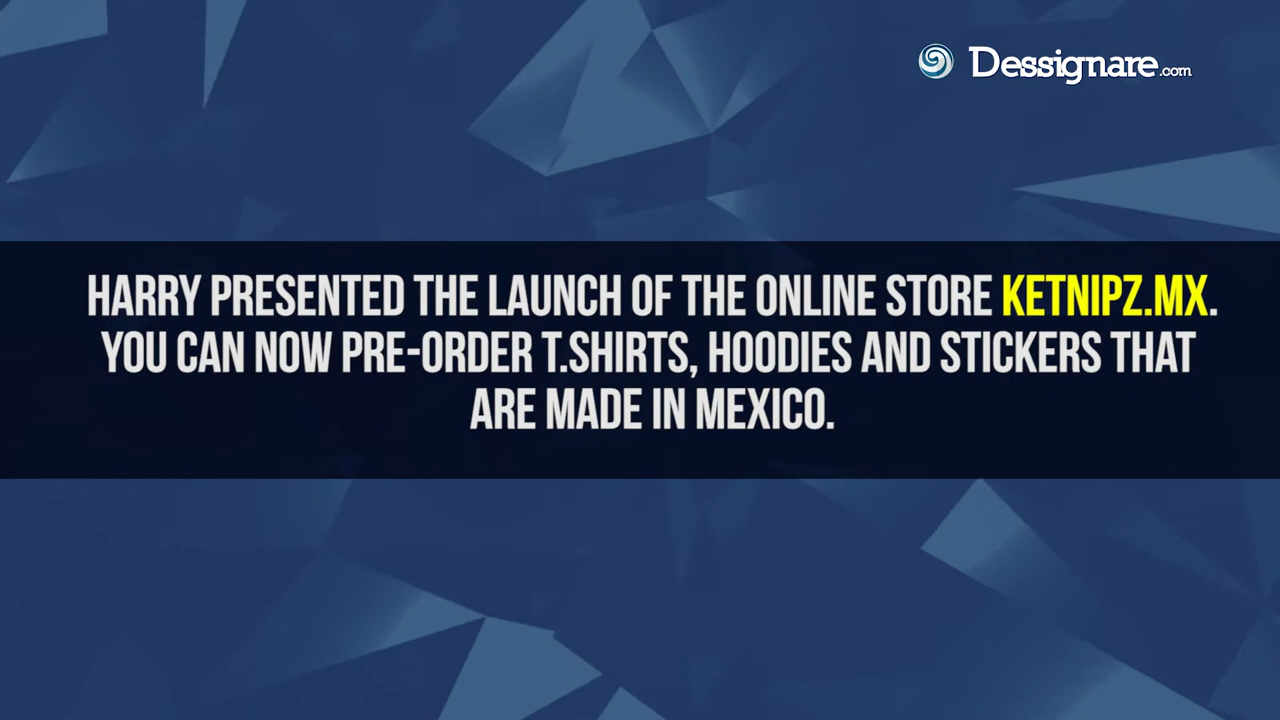 Dessignare.com
HARRY PRESENTED THE LAUNCH OF THE ONLINE STORE KETNIPZ.MX.
YOU CAN NOW PRE-ORDER T.SHIRTS, HOODIES AND STICKERS THAT
ARE MADE IN MEXICO.